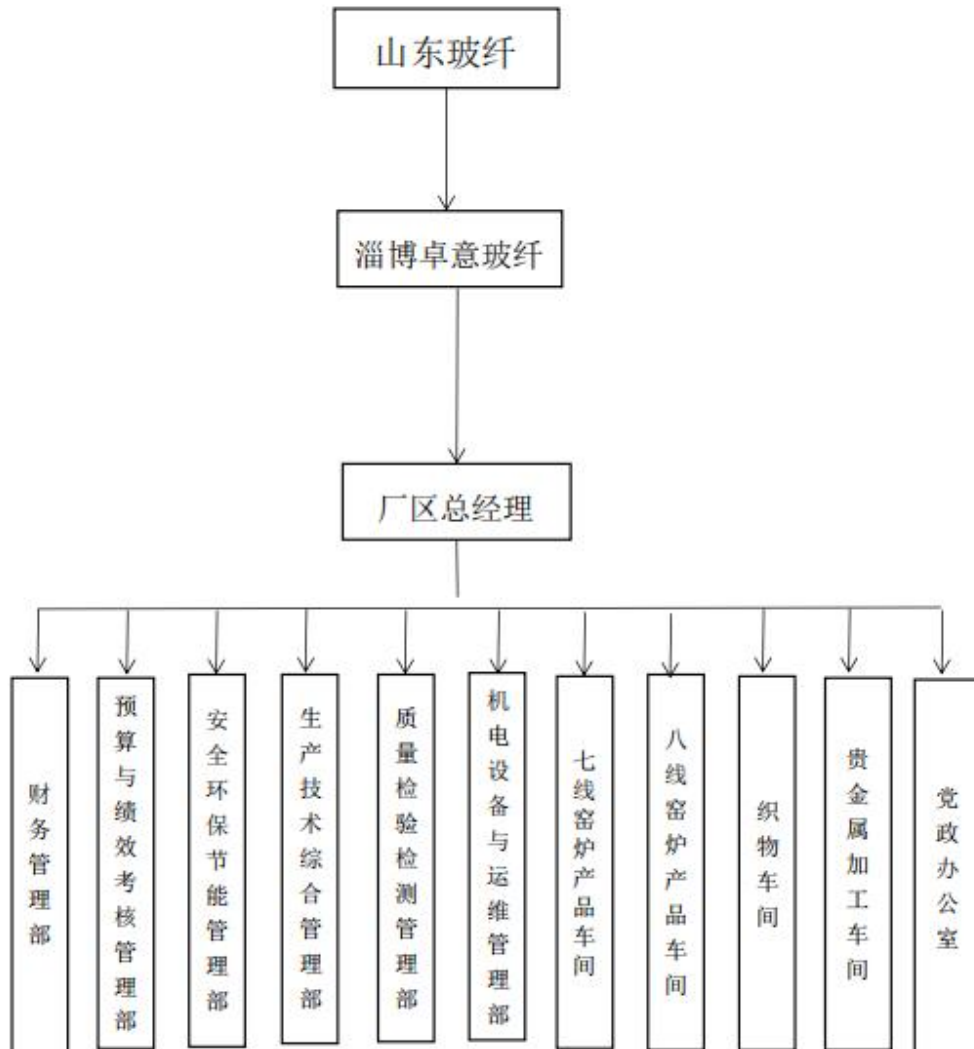 山东玻纤
淄博卓意玻纤
厂区总经理
财务管理部
预算与绩效考核管理部
安全环保节能管理部
生产技术综合管理部
质量检验检测管理部
机电设备与运维管理部
七线窑炉产品车间
八线窑炉产品车间
织物车间
贵金属加工车间
党政办公室